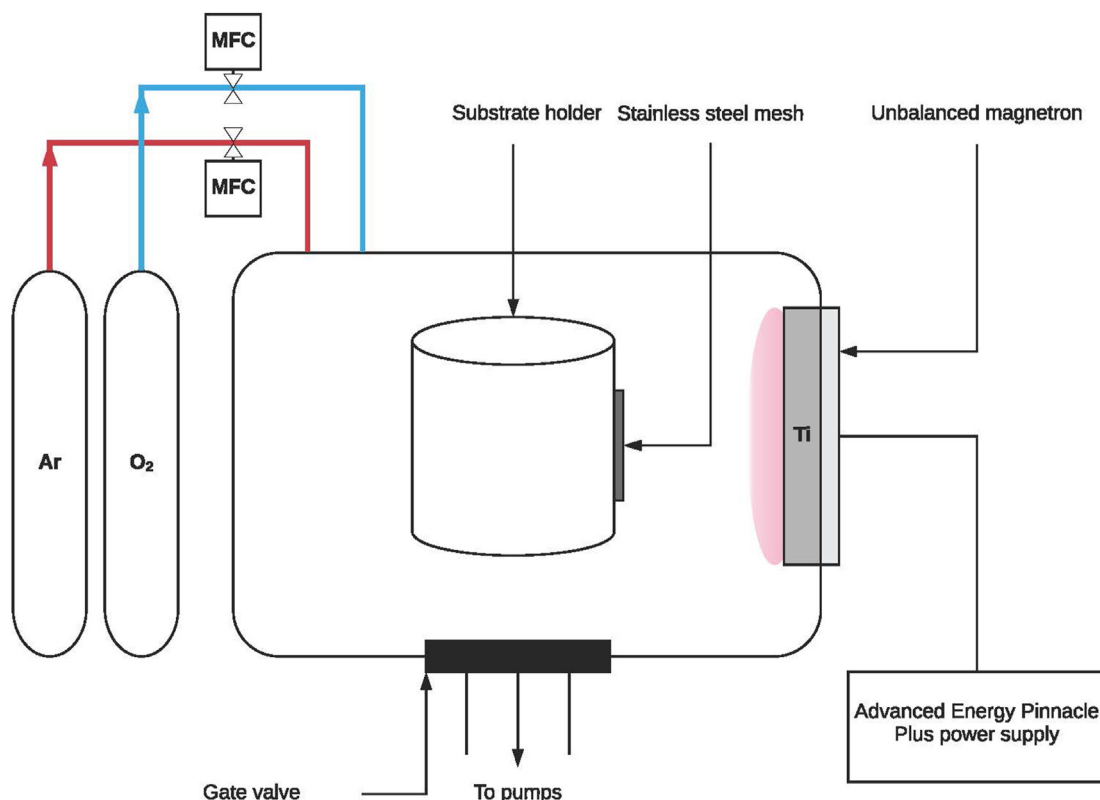 MFC
Substrate holder
Stainless steel mesh
Unbalanced magnetron
MFC
Ar
O₂
Ti
Advanced Energy Pinnacle
Plus power supply
Gate valve
To pumps